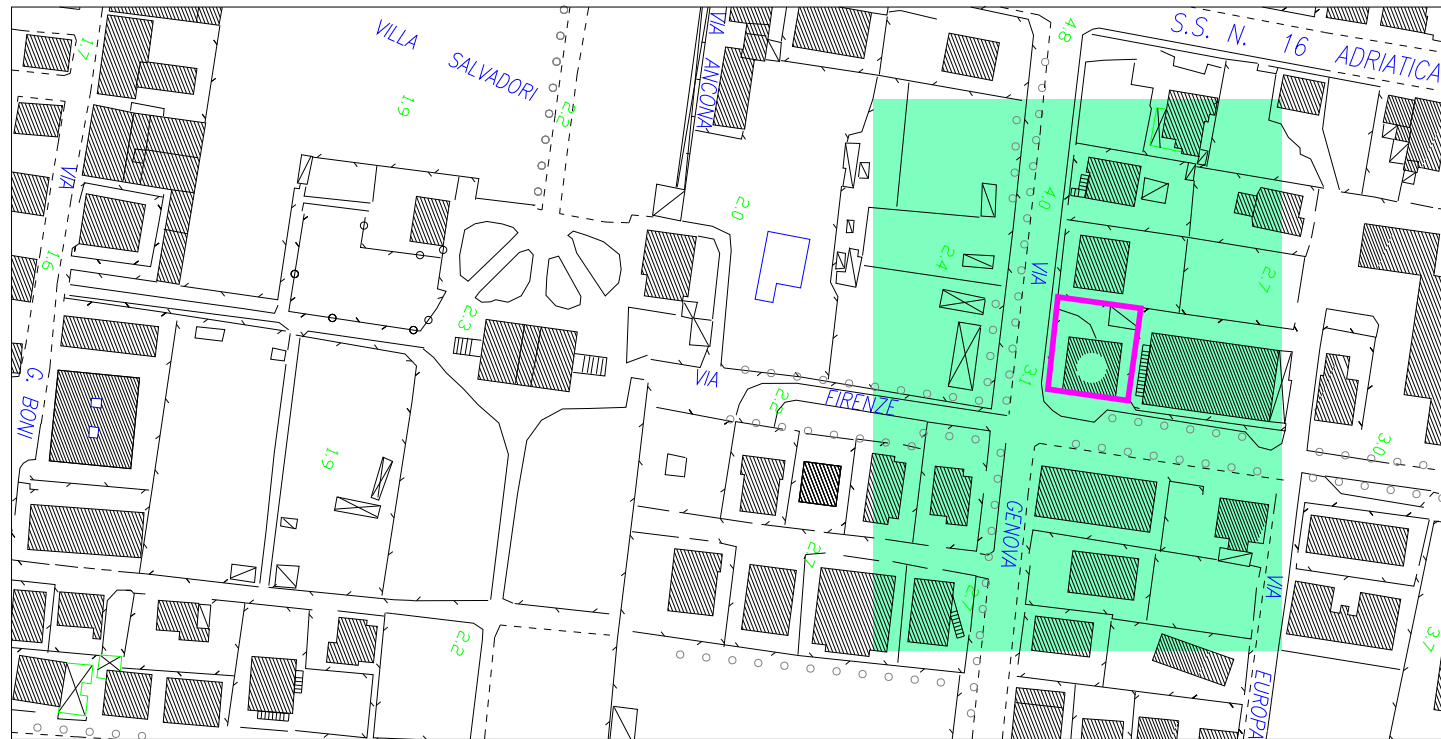 VILLA
SALVADORI
VIA
ANCONA
S.S. N. 16 ADRIATICA
4.8
1.7
1.9
2.2
VIA
2.0
4.0
2.4
VIA
2.7
1.6
2.3
G. BONI
VIA
FIRENZE
2.2
3.1
3.0
1.9
GENOVA
2.7
2.7
VIA
EUROPA
2.2
3.7